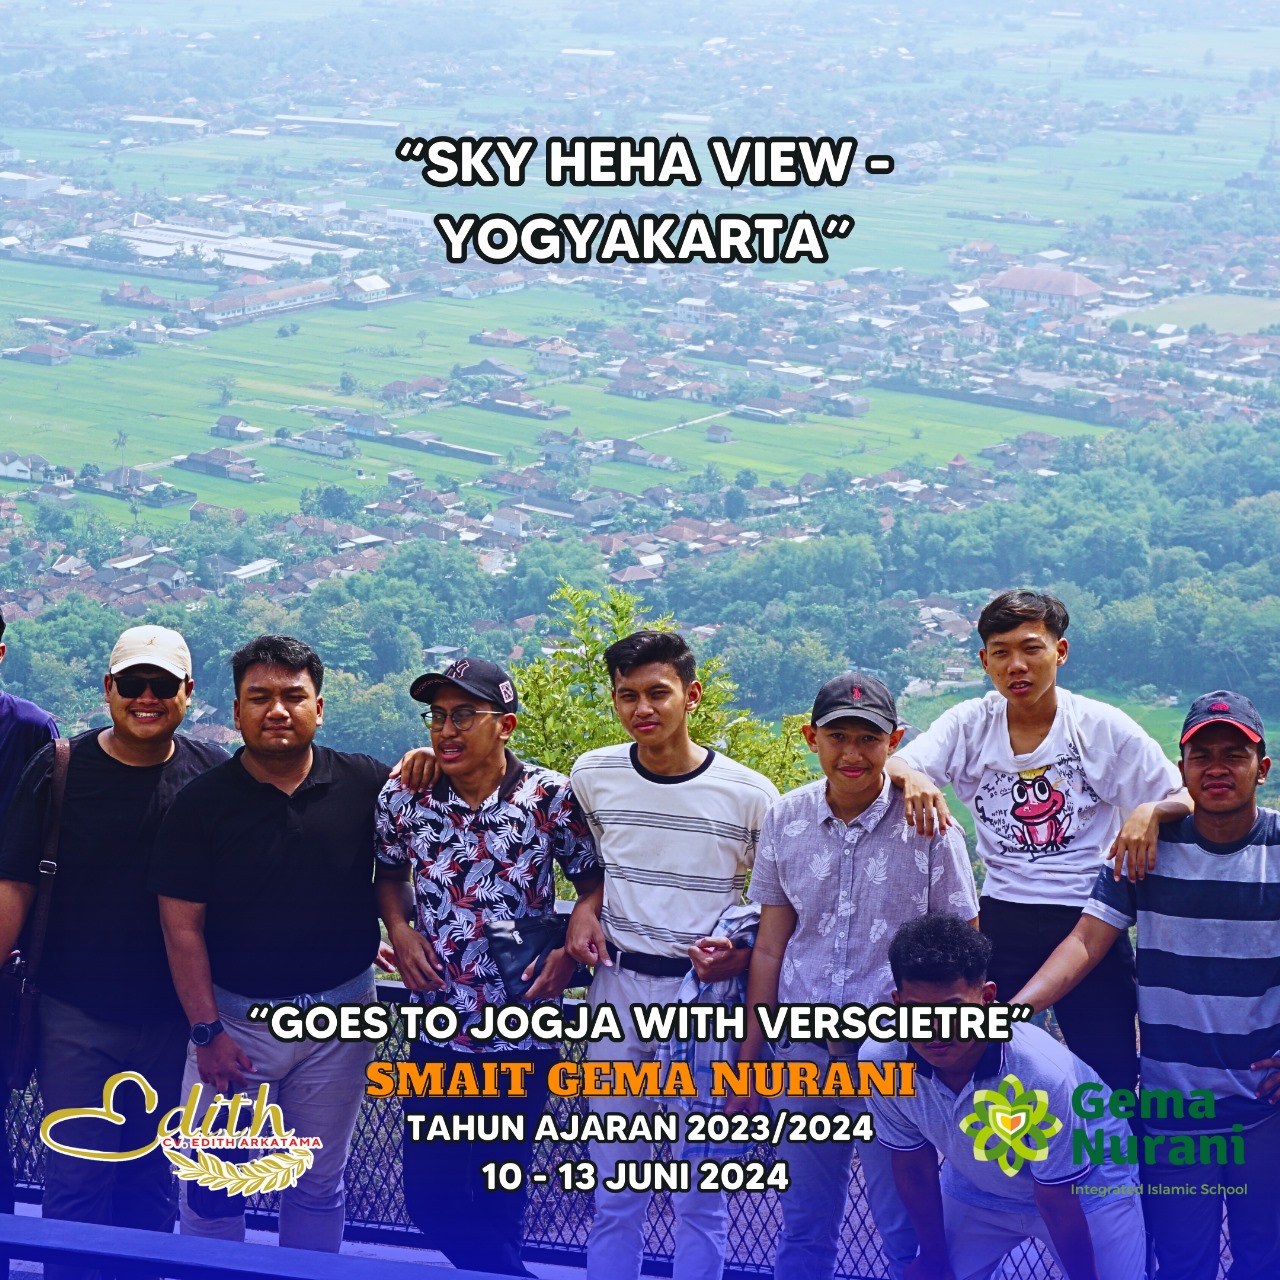 “SKY HEHA VIEW -
YOGYAKARTA”
“GOES TO JOGJA WITH VERSCIETRE”
SMAIT GEMA NURANI
TAHUN AJARAN 2023/2024
10 - 13 JUNI 2024
Edith
CV. EDITH ARKATAMA
Gema
Nurani
Integrated Islamic School